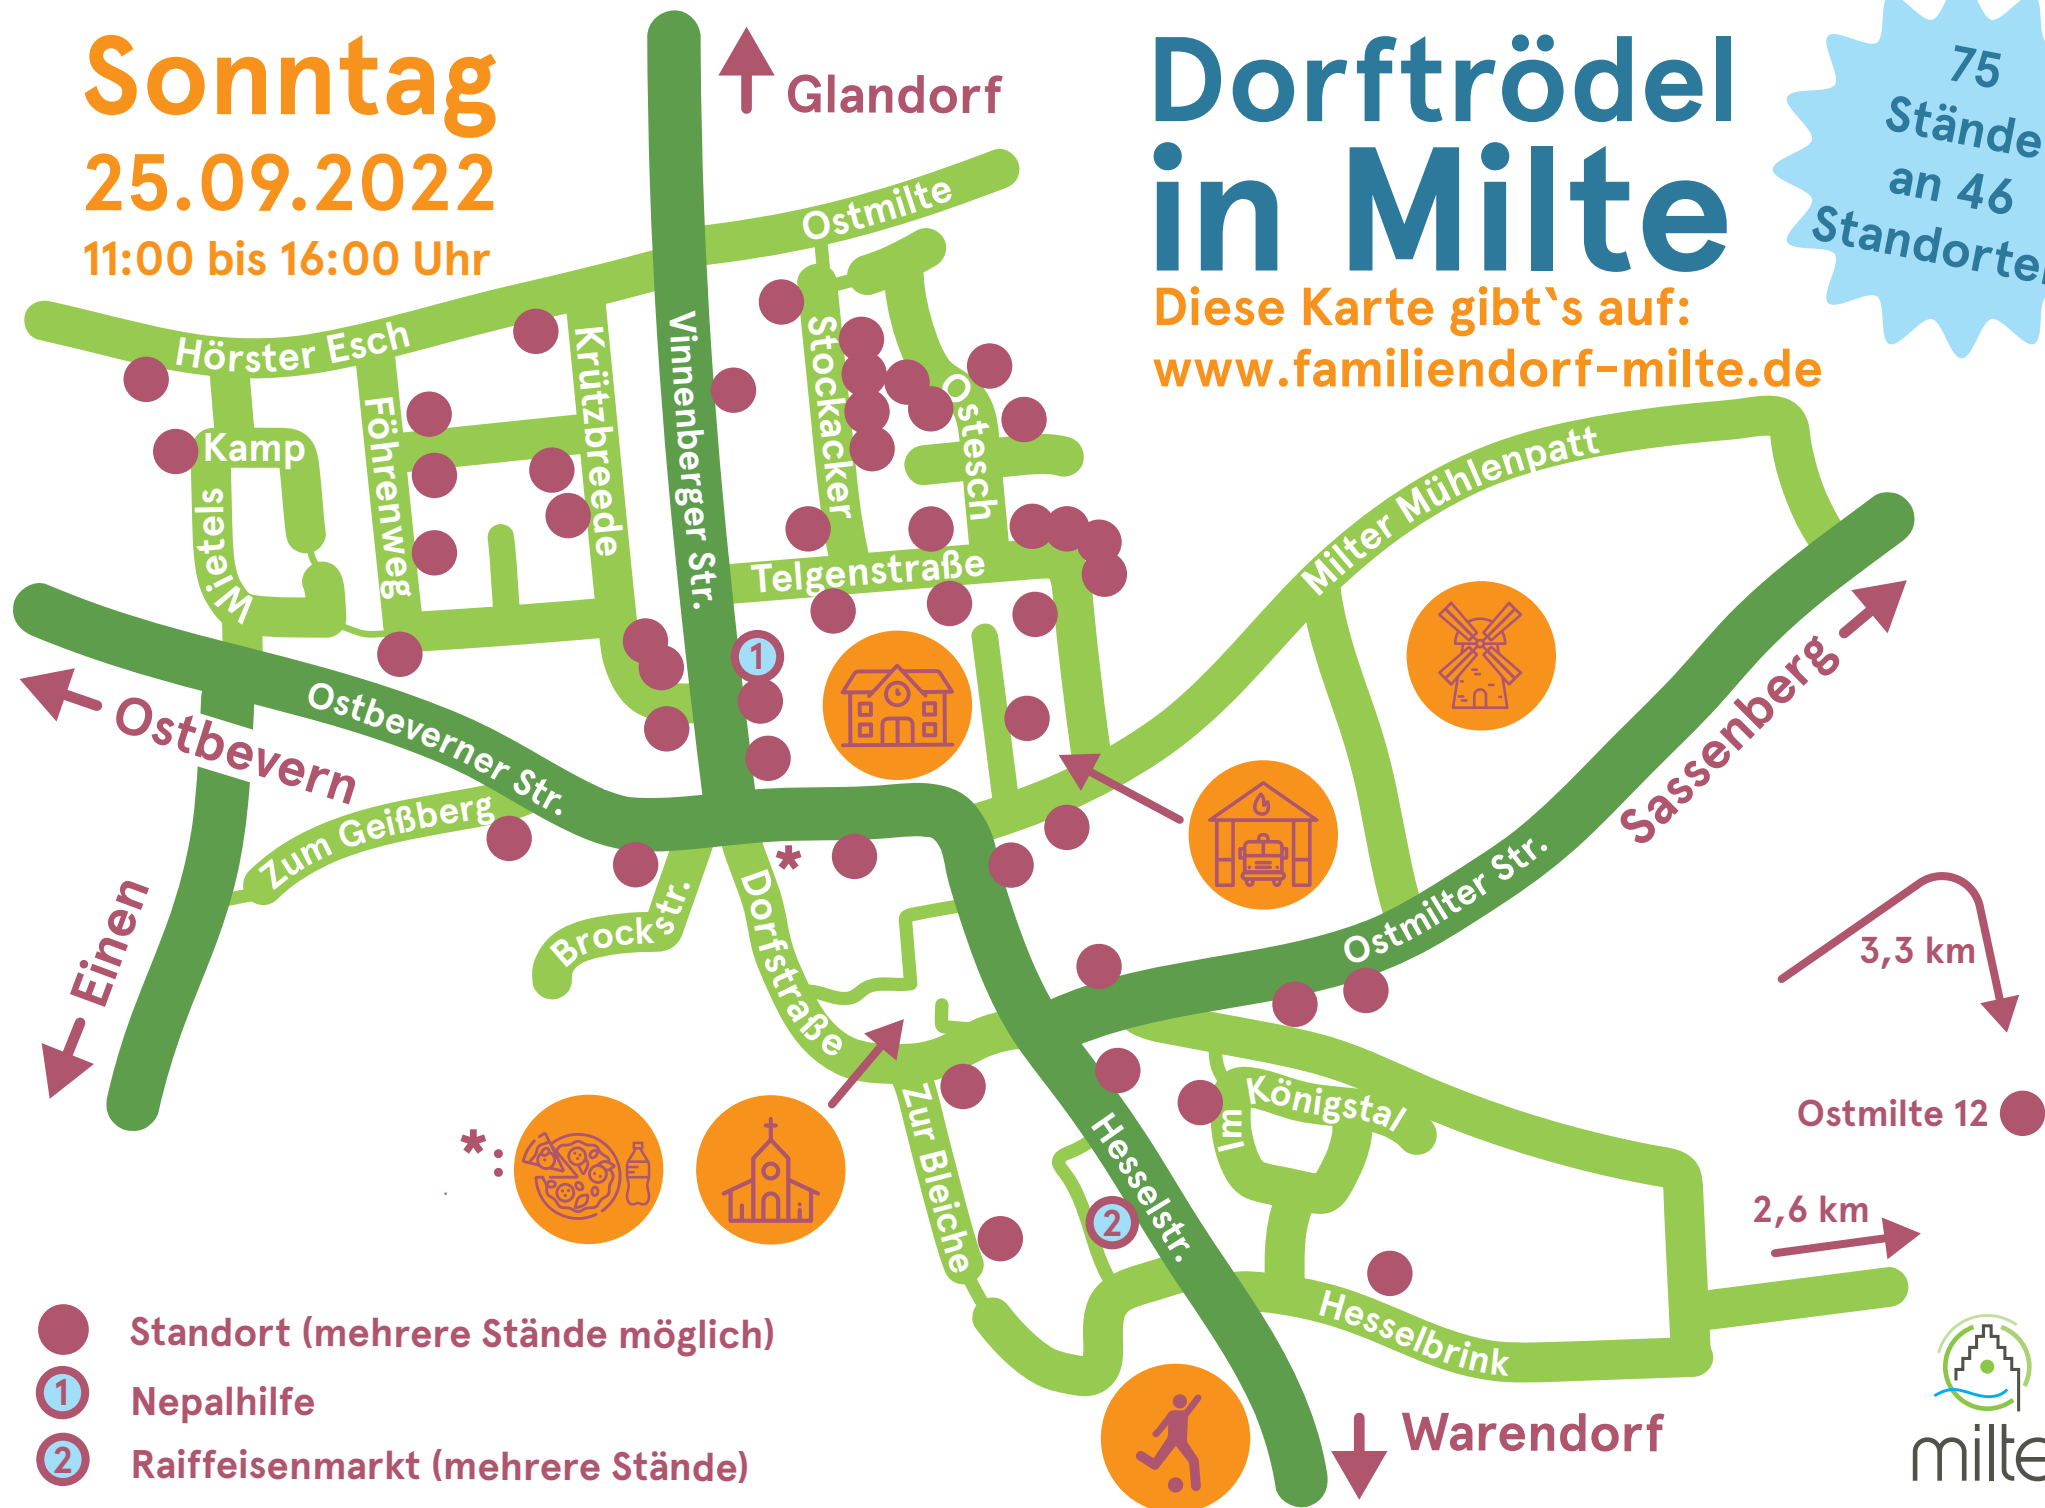 Sonntag
25.09.2022
11:00 bis 16:00 Uhr
Glandorf
Dorftrödel
in Milte
Diese Karte gibt`s auf:
www.familiendorf-milte.de
75
Stände
an 46
Ostmilte
Hörster Esch
Krützbreede
Vinnenberger Str.
Stockacker
Ostesch
Föhrenweg
Kamp
Wietels
Telgenstraße
Milter Mühlenpatt
1
Ostbevern
Ostbeverner Str.
Zum Geißberg
Sassenberg
Einen
*
Brockstr.
Dorfstraße
Ostmilter Str.
3,3 km
Ostmilte 12
2,6 km
*:
Zur Bleiche
Hesselstr.
Im
Königstal
2
Hesselbrink
Warendorf
Standort (mehrere Stände möglich)
1 Nepalhilfe
2 Raiffeisenmarkt (mehrere Stände)
milte